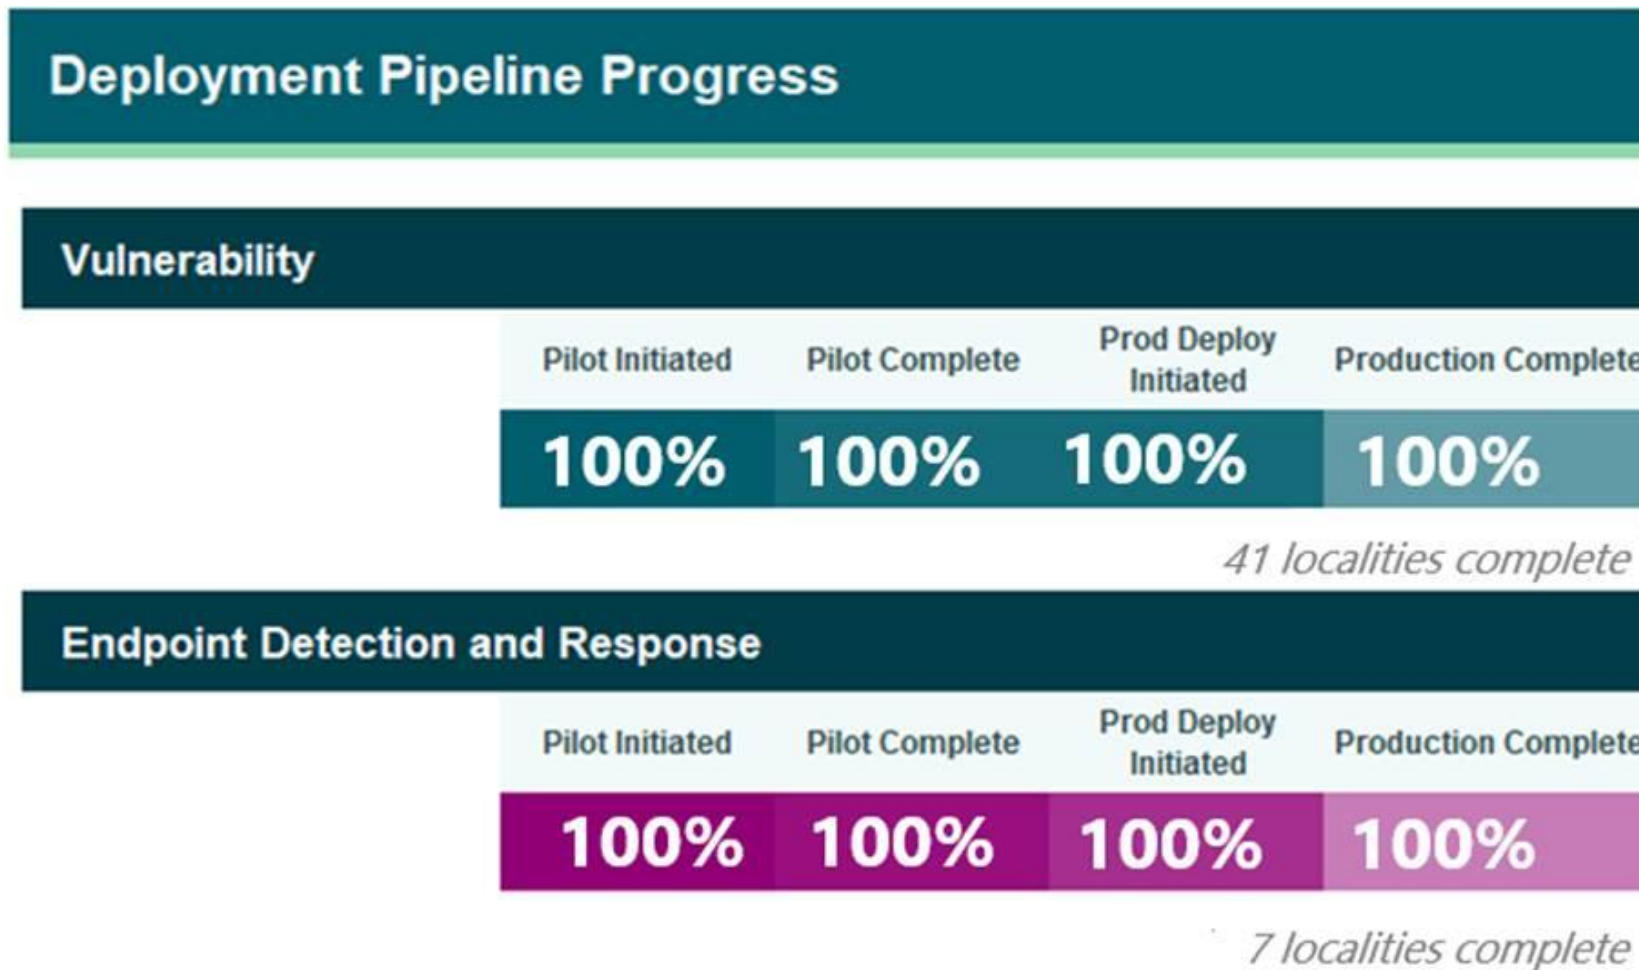 Deployment Pipeline Progress
Vulnerability
Pilot Initiated Pilot Complete Prod Deploy Initiated Production Complete
100% 100% 100% 100%
41 localities complete
Endpoint Detection and Response
Pilot Initiated Pilot Complete Prod Deploy Initiated Production Complete
100% 100% 100% 100%
7 localities complete